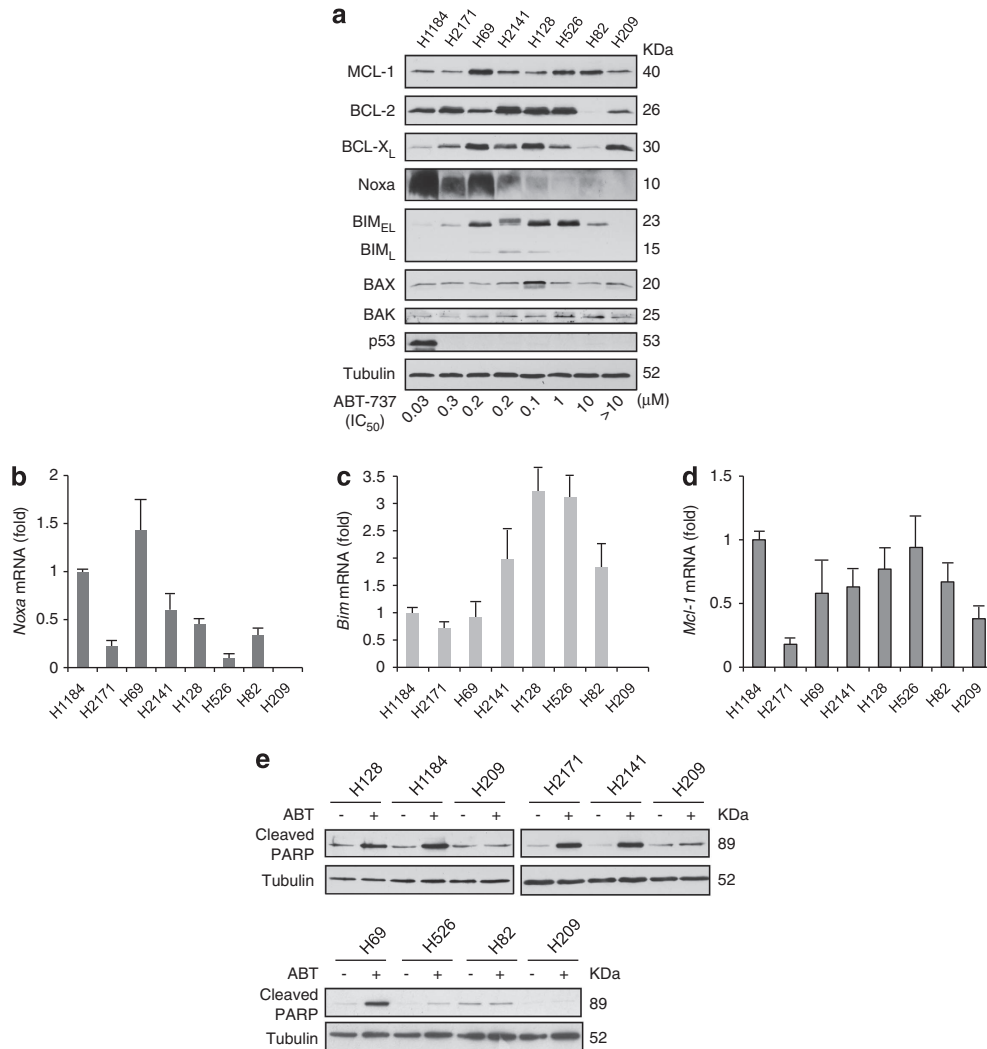 a
H1184 H2171 H69 H2141 H128 H526 H82 H209
KDa
MCL-1 40
BCL-2 26
BCL-XL 30
Noxa 10
BIMEL 23
BIML 15
BAX 20
BAK 25
p53 53
Tubulin 52
ABT-737 0.03 0.3 0.2 0.2 0.1 1 10 >10 (μM)
(IC50)
b
Noxa mRNA (fold)
2
1.5
1
0.5
0
H1184 H2171 H69 H2141 H128 H526 H82 H209
c
Bim mRNA (fold)
3.5
3
2.5
2
1.5
1
0.5
0
H1184 H2171 H69 H2141 H128 H526 H82 H209
d
Mcl-1 mRNA (fold)
1.5
1
0.5
0
H1184 H2171 H69 H2141 H128 H526 H82 H209
e
H128 H1184 H209 H2171 H2141 H209
ABT - + - + - + - + - + - + KDa
Cleaved
PARP 89
Tubulin 52
H69 H526 H82 H209
ABT - + - + - + - + KDa
Cleaved
PARP 89
Tubulin 52